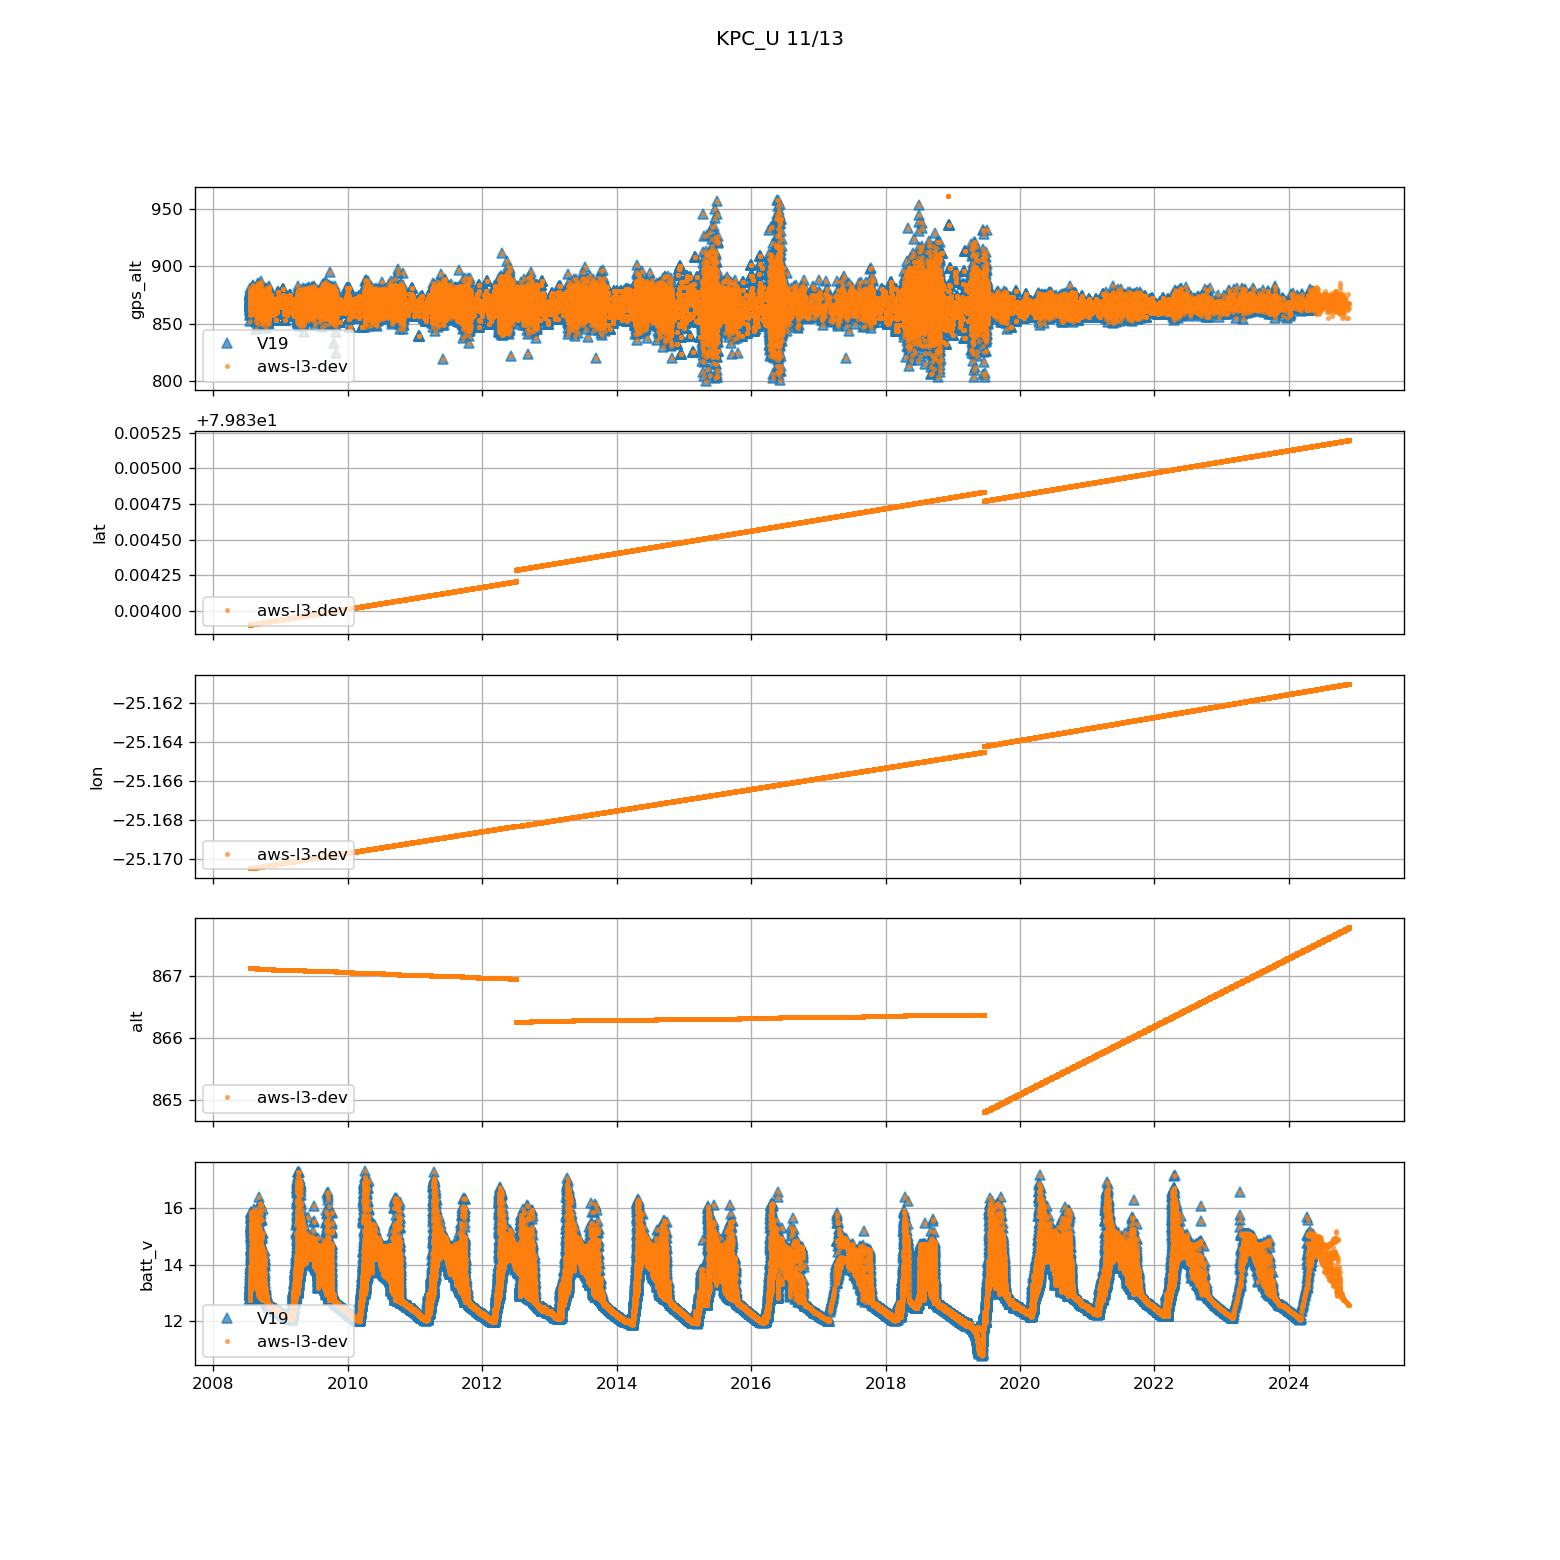 KPC_U 11/13
950
900
850
800
gps_alt
V19
aws-l3-dev
+7.983e1
0.00525
0.00500
0.00475
0.00450
0.00425
0.00400
lat
aws-l3-dev
−25.162
−25.164
−25.166
−25.168
−25.170
lon
aws-l3-dev
867
866
865
alt
aws-l3-dev
16
14
12
batt_v
V19
aws-l3-dev
2008 2010 2012 2014 2016 2018 2020 2022 2024